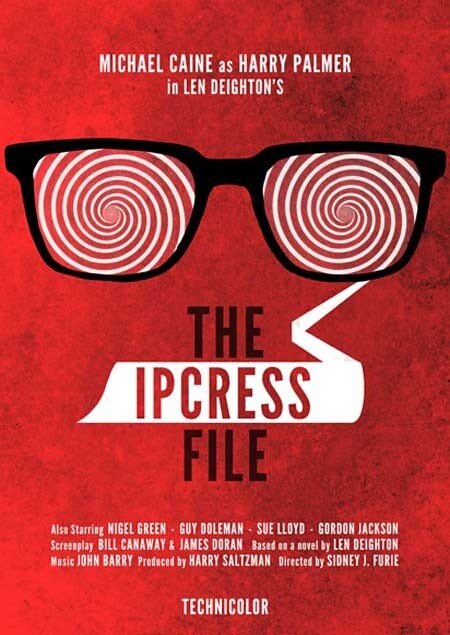 MICHAEL CAINE as HARRY PALMER
in LEN DEIGHTON'S
THE
IPCRESS
FILE
Also Starring NIGEL GREEN - GUY DOLEMAN - SUE LLOYD - GORDON JACKSON
Screenplay BILL CANAWAY & JAMES DORAN Based on a novel by LEN DEIGHTON
Music JOHN BARRY Produced by HARRY SALTZMAN Directed by SIDNEY J. FURIE
TECHNICOLOR